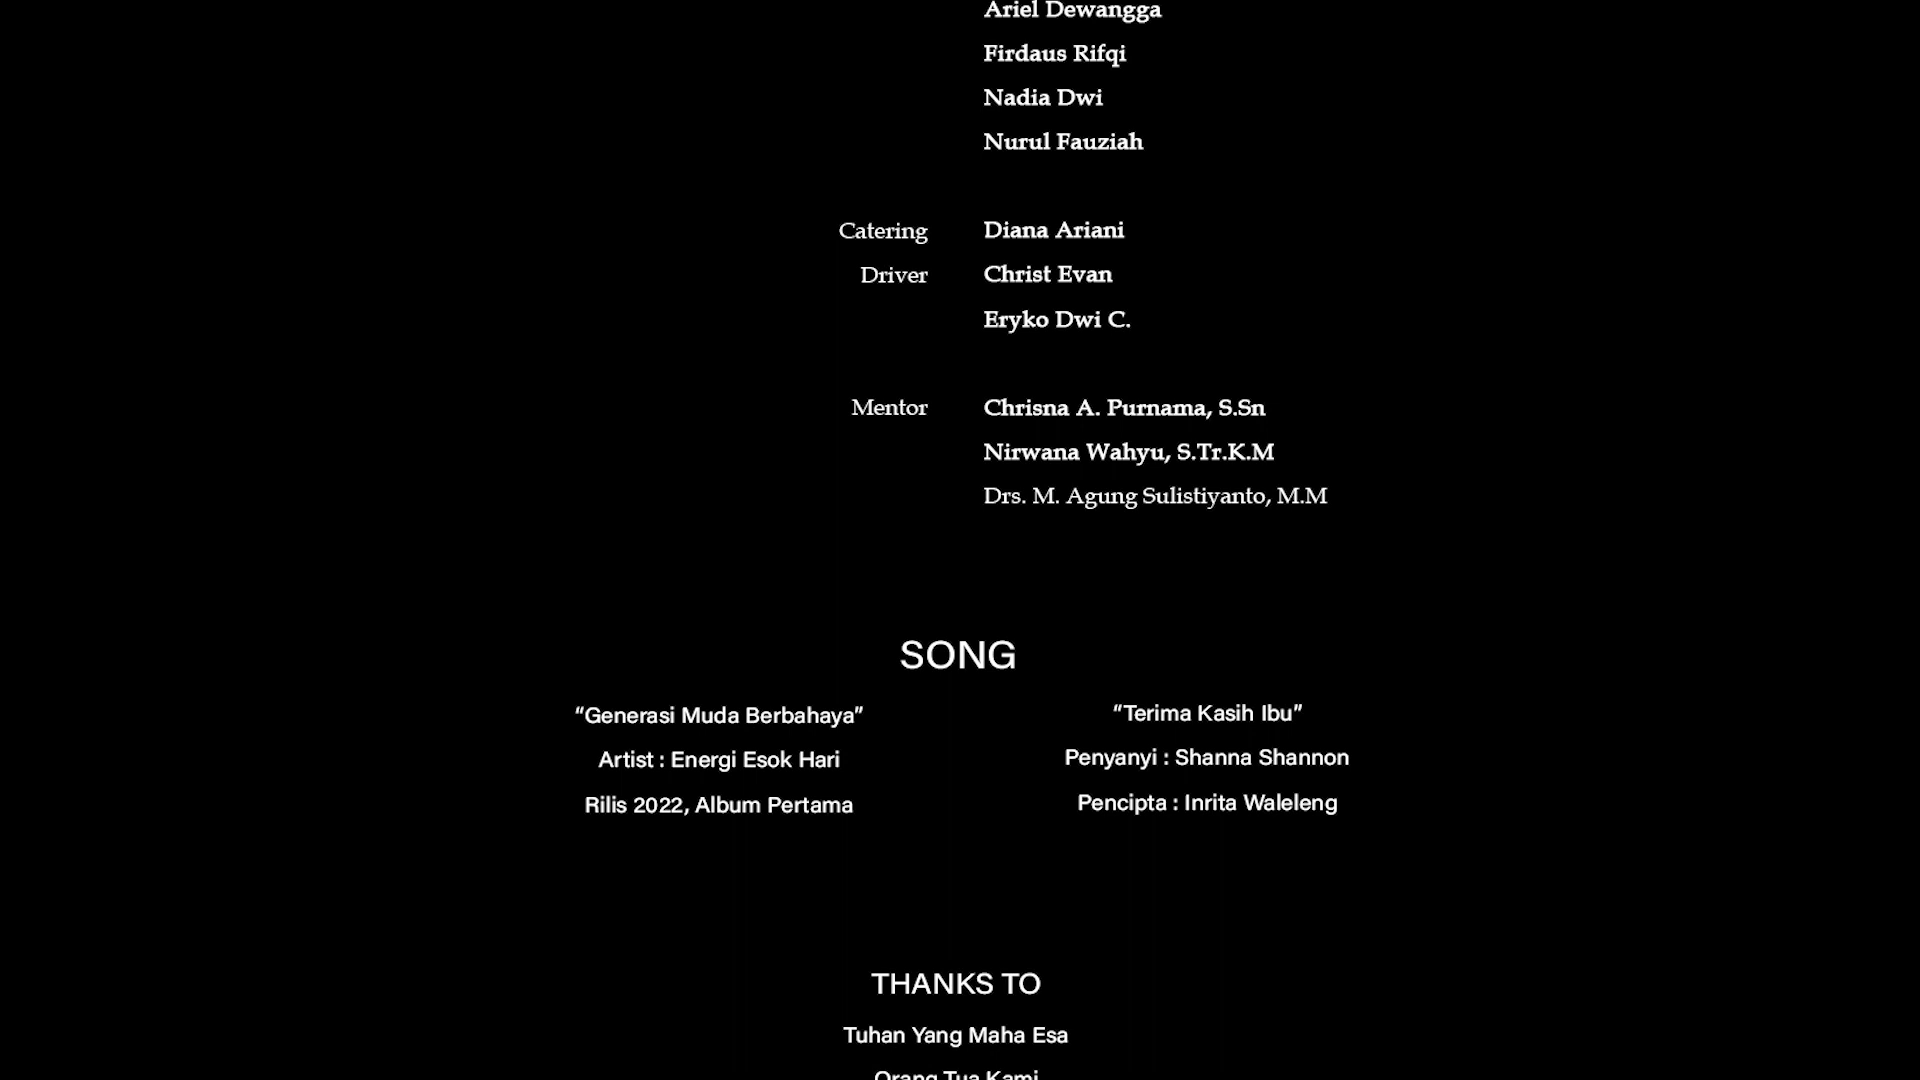 Ariel Dewangga
Firdaus Rifqi
Nadia Dwi
Nurul Fauziah
Catering Diana Ariani
Driver Christ Evan
Eryko Dwi C.
Mentor Chrisna A. Purnama, S.Sn
Nirwana Wahyu, S.Tr.K.M
Drs. M. Agung Sulistiyanto, M.M
SONG
“Generasi Muda Berbahaya”
Artist : Energi Esok Hari
Rilis 2022, Album Pertama
“Terima Kasih Ibu”
Penyanyi : Shanna Shannon
Pencipta : Inrita Waleleng
THANKS TO
Tuhan Yang Maha Esa
Orang Tua Kami